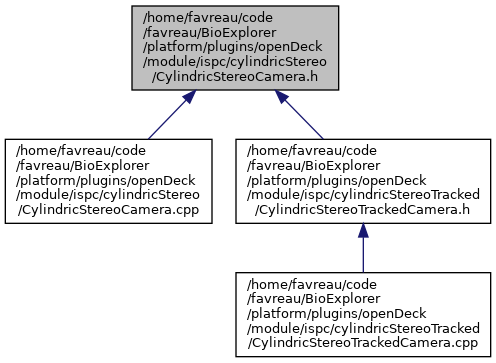 /home/favreau/code
/favreau/BioExplorer
/platform/plugins/openDeck
/module/ispc/cylindricStereo
/CylindricStereoCamera.h
/home/favreau/code
/favreau/BioExplorer
/platform/plugins/openDeck
/module/ispc/cylindricStereo
/CylindricStereoCamera.cpp
/home/favreau/code
/favreau/BioExplorer
/platform/plugins/openDeck
/module/ispc/cylindricStereoTracked
/CylindricStereoTrackedCamera.h
/home/favreau/code
/favreau/BioExplorer
/platform/plugins/openDeck
/module/ispc/cylindricStereoTracked
/CylindricStereoTrackedCamera.cpp